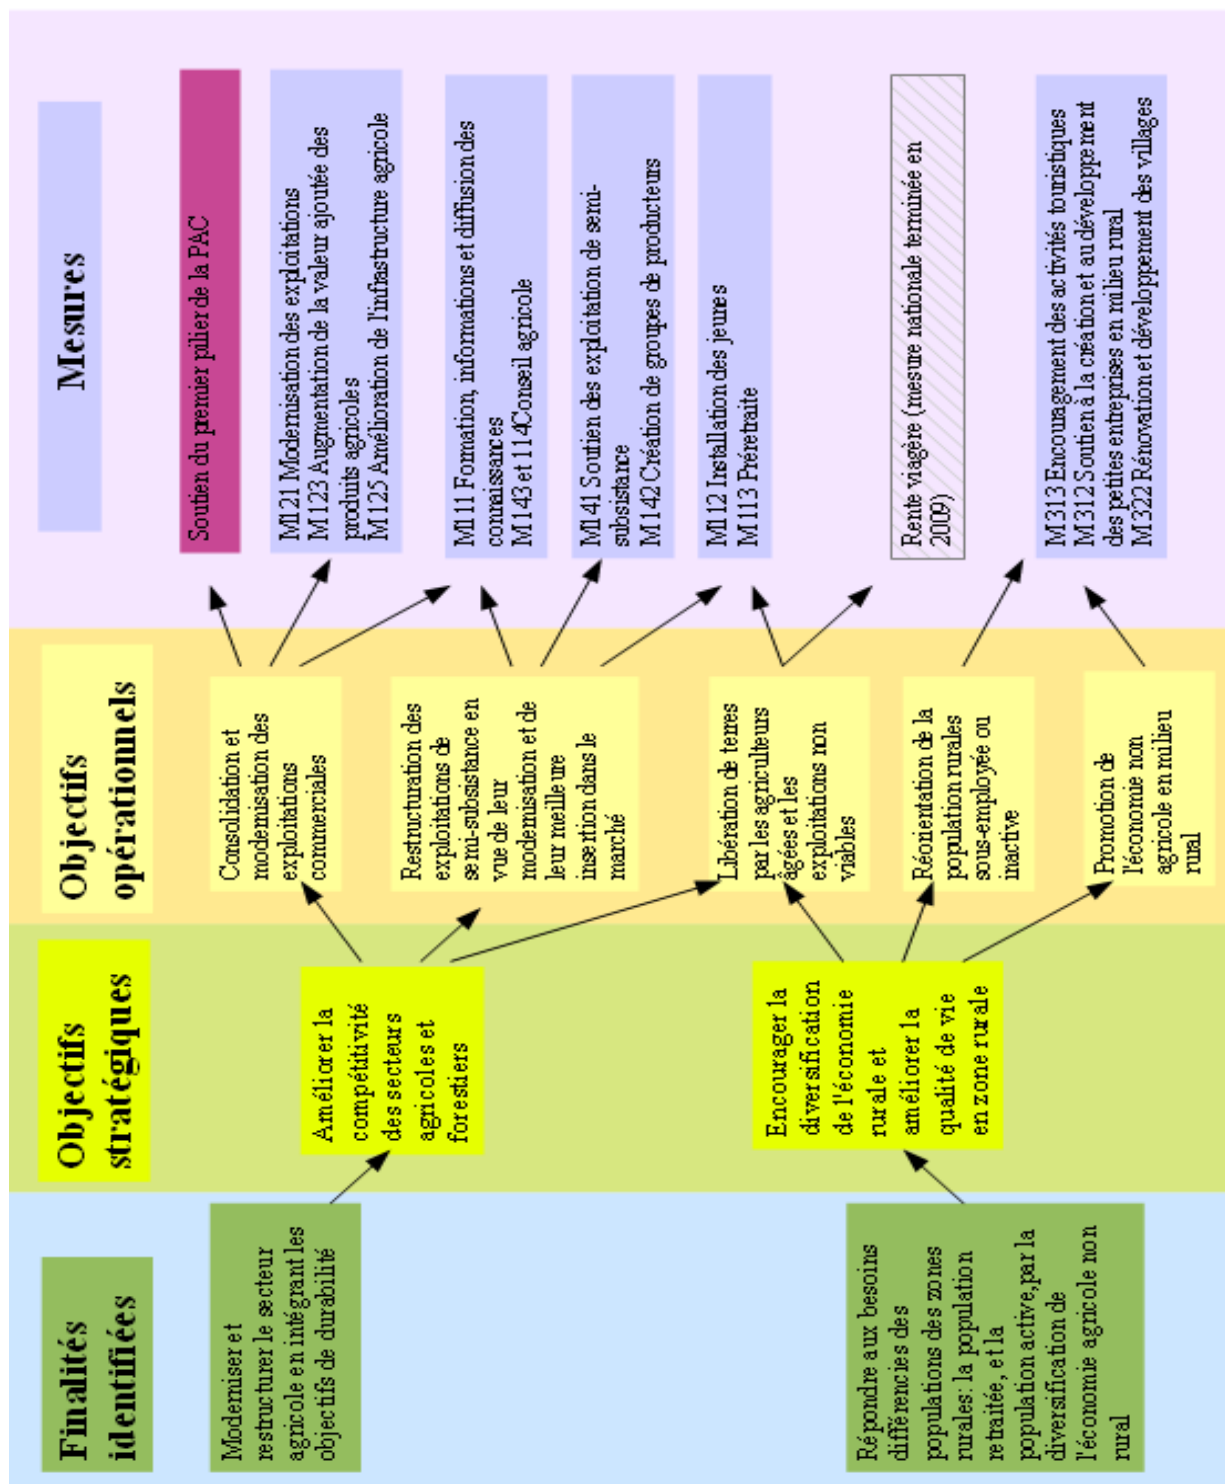 Finalités
identifiées
Objectifs
stratégiques
Objectifs
opérationnels
Mesures
Moderniser et
restructurer le secteur
agricole en intégrant les
objectifs de durabilité
Répondre aux besoins
différenciés des
populations des zones
rurales: la population
retraitée, et la
population active,par la
diversification de
l'économie agricole non
rural
Améliorer la
compétitivité
des secteurs
agricoles et
forestiers
Encourager la
diversification
de l'économie
rurale et
améliorer la
qualité de vie
en zone rurale
Consolidation et
modernisation des
exploitations
commerciales
Restructuration des
exploitations de
semi-subsistance en
vue de leur
modernisation et de
leur meilleure
insertion dans le
marché
Libération de terres
par les agriculteurs
âgées et les
exploitations non
viables
Réorientation de la
population rurales
sous-employée ou
inactive
Promotion de
l'économie non
agricole en milieu
rural
Soutien du premier pilier de la PAC
M121 Modernisation des exploitations
M123 Augmentation de la valeur ajoutée des
produits agricoles
M125 Amélioration de l'infrastructure agricole
M111 Formation, informations et diffusion des
connaissances
M143 et 114Conseil agricole
M141 Soutien des exploitation de semi-
subsistance
M142 Création de groupes de producteurs
M112 Installation des jeunes
M113 Préretraite
Rente viagère (mesure nationale terminée en
2009)
M313 Encouragement des activités touristiques
M312 Soutien à la création et au développement
des petites entreprises en milieu rural
M322 Rénovation et développement des villages